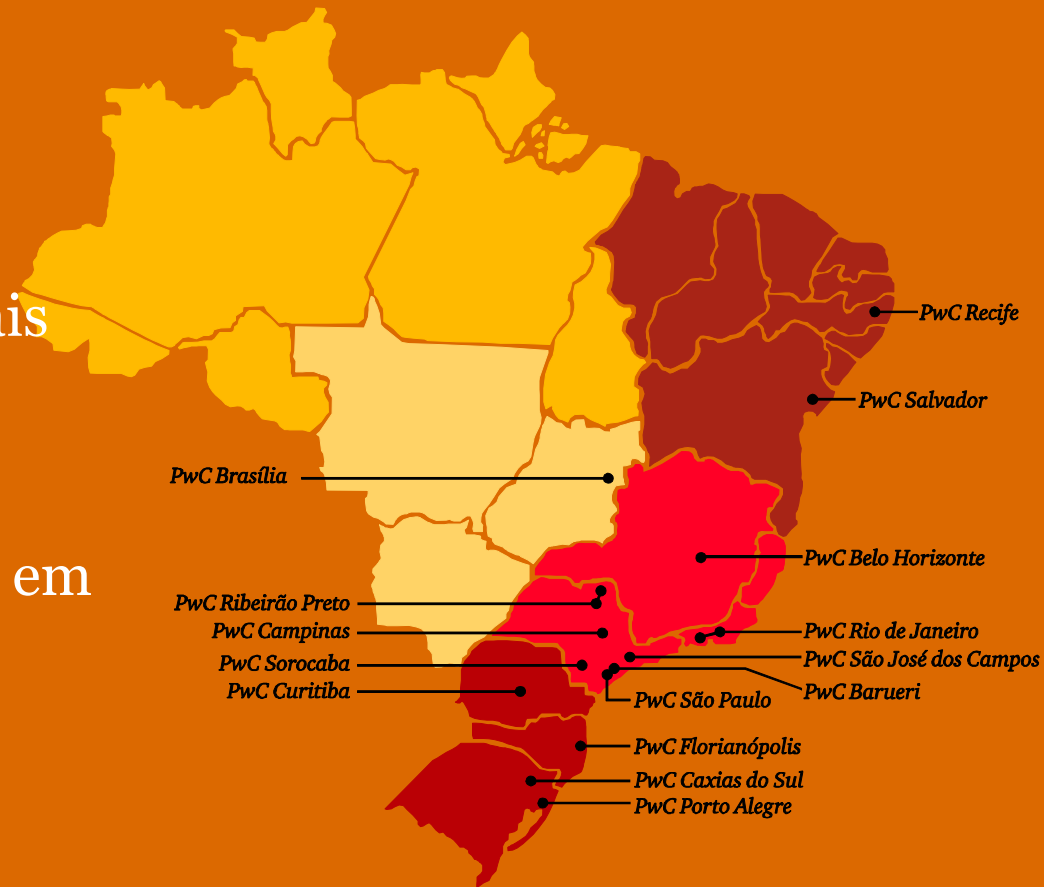 ais
em
PwC Recife
PwC Salvador
PwC Brasília
PwC Belo Horizonte
PwC Ribeirão Preto
PwC Campinas
PwC Sorocaba
PwC Curitiba
PwC Rio de Janeiro
PwC São José dos Campos
PwC Barueri
PwC São Paulo
PwC Florianópolis
PwC Caxias do Sul
PwC Porto Alegre